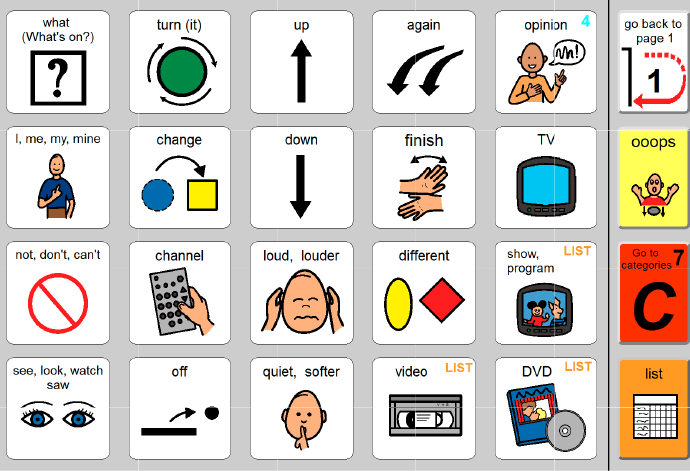 what
(What's on?)
turn (it)
up
again
opinion
4
go back to
page 1
1
I, me, my, mine
change
down
finish
TV
ooops
not, don't, can't
channel
loud, louder
different
show,
program
LIST
Go to
categories
7
C
see, look, watch
saw
off
quiet, softer
video
LIST
DVD
LIST
list